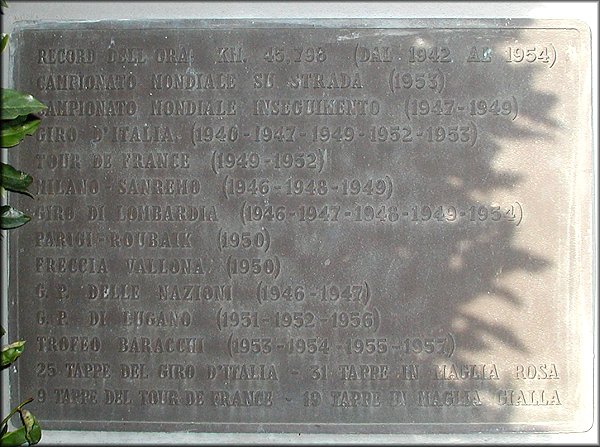 RECORD DELL'ORA: KM. 45,798 (DAL 1942 AL 1954)
CAMPIONATO MONDIALE SU STRADA (1953)
CAMPIONATO MONDIALE INSEGUIMENTO (1947-1949)
GIRO D'ITALIA (1940-1947-1949-1952-1953)
TOUR DE FRANCE (1949-1952)
MILANO-SANREMO (1946-1948-1949)
GIRO DI LOMBARDIA (1946-1947-1948-1949-1954)
PARIGI-ROUBAIX (1950)
FRECCIA VALLONA (1950)
G.P. DELLE NAZIONI (1946-1947)
G.P. DI LUGANO (1951-1952-1956)
TROFEO BARACCHI (1953-1954-1955-1957)
25 TAPPE DEL GIRO D'ITALIA - 31 TAPPE IN MAGLIA ROSA
9 TAPPE DEL TOUR DE FRANCE - 19 TAPPE IN MAGLIA GIALLA